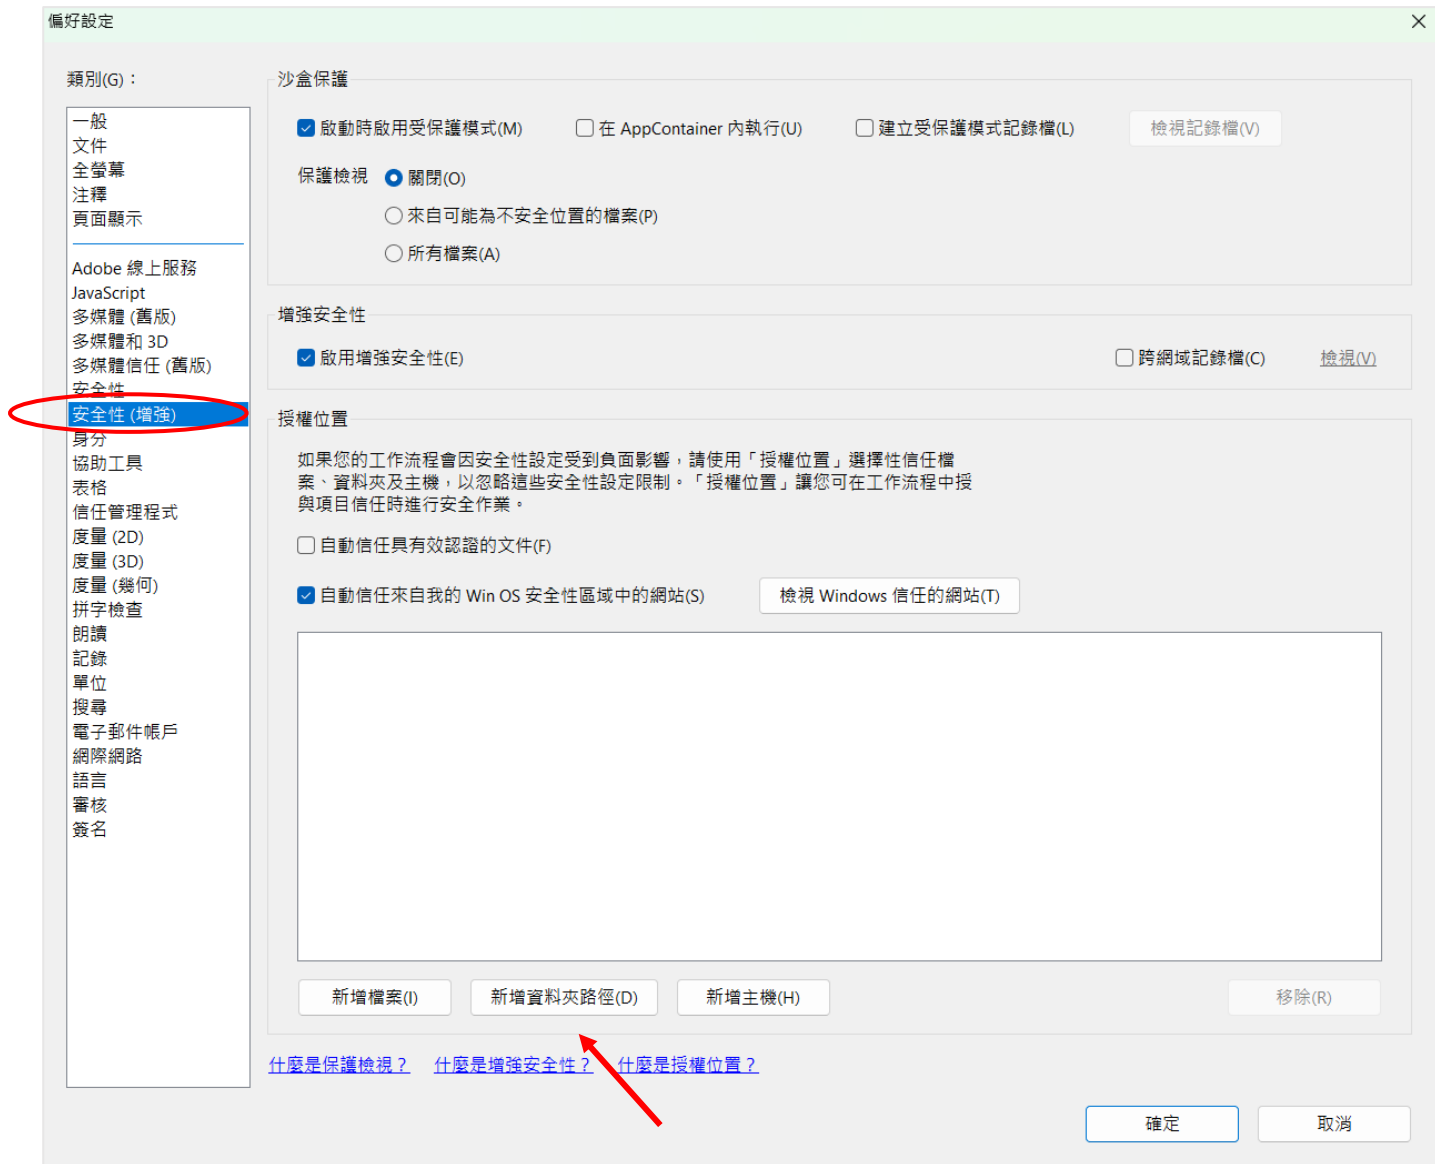 偏好設定
類別(G)：
一般
文件
全螢幕
注釋
頁面顯示
Adobe 線上服務
JavaScript
多媒體 (舊版)
多媒體和 3D
多媒體信任 (舊版)
安全性
安全性 (增強)
身分
協助工具
表格
信任管理程式
度量 (2D)
度量 (3D)
度量 (幾何)
拼字檢查
朗讀
記錄
單位
搜尋
電子郵件帳戶
網際網路
語言
審核
簽名
沙盒保護
啟動時啟用受保護模式(M) 在 AppContainer 內執行(U) 建立受保護模式記錄檔(L) 檢視記錄檔(V)
保護檢視 關閉(O)
來自可能為不安全位置的檔案(P)
所有檔案(A)
增強安全性
啟用增強安全性(E) 跨網域記錄檔(C) 檢視(V)
授權位置
如果您的工作流程會因安全性設定受到負面影響，請使用「授權位置」選擇性信任檔
案、資料夾及主機，以忽略這些安全性設定限制。「授權位置」讓您可在工作流程中授
與項目信任時進行安全作業。
自動信任具有效認證的文件(F)
自動信任來自我的 Win OS 安全性區域中的網站(S) 檢視 Windows 信任的網站(T)
新增檔案(I) 新增資料夾路徑(D) 新增主機(H) 移除(R)
什麼是保護檢視？ 什麼是增強安全性？ 什麼是授權位置？
確定 取消